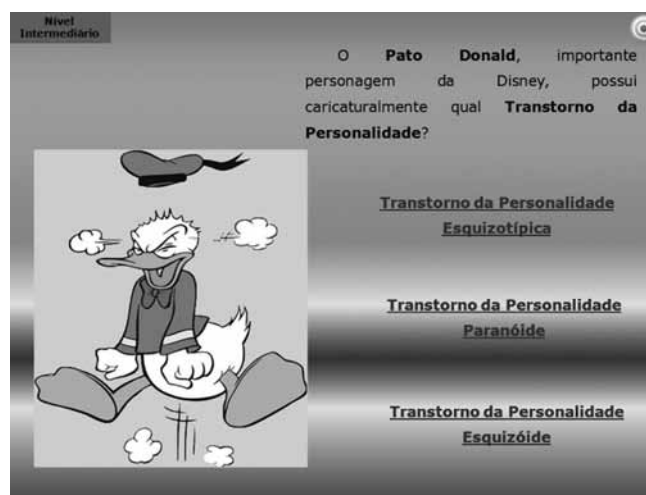 Nível
Intermediário
O Pato Donald, importante
personagem da Disney, possui
caricaturalmente qual Transtorno da
Personalidade?
Transtorno da Personalidade
Esquizotípica
Transtorno da Personalidade
Paranóide
Transtorno da Personalidade
Esquizóide